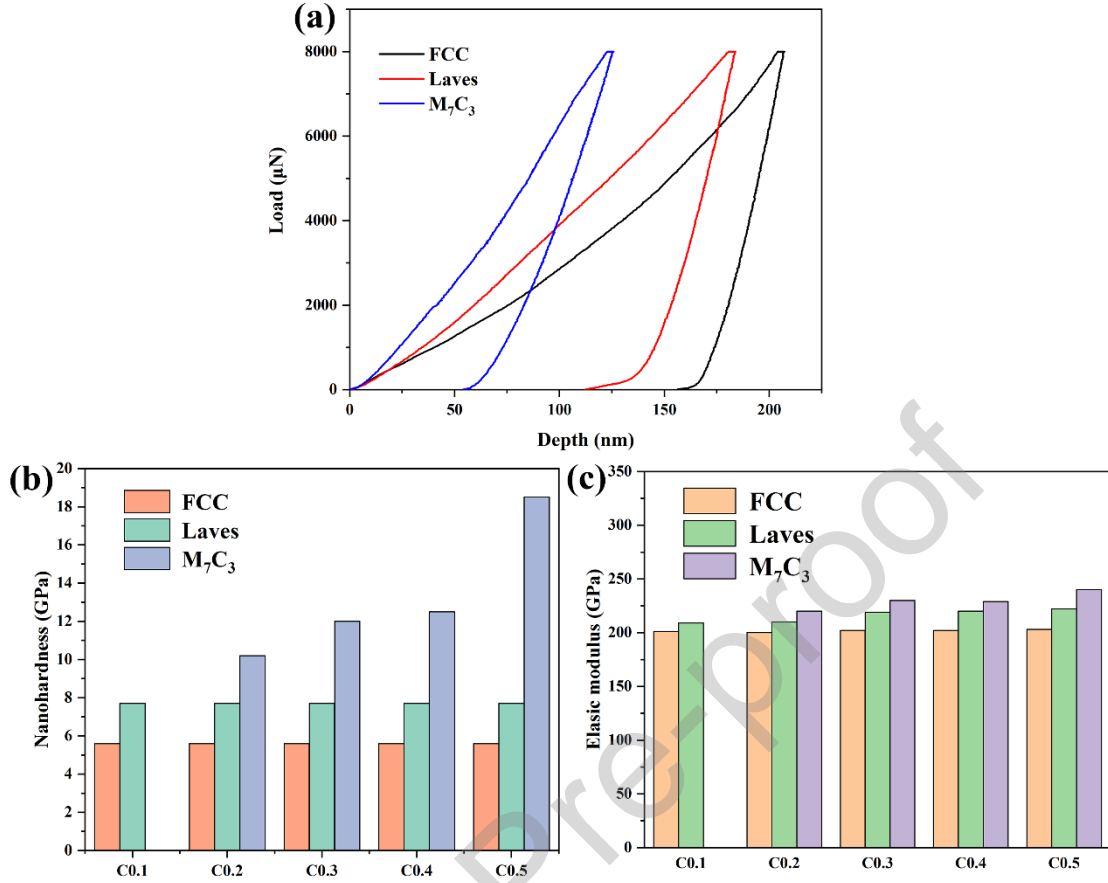 (a)
FCC
Laves
M₇C₃
8000
6000
4000
2000
0
Load (μN)
0 50 100 150 200
Depth (nm)
(b)
FCC
Laves
M₇C₃
20
18
16
14
12
10
8
6
4
2
0
Nanohardness (GPa)
C0.1 C0.2 C0.3 C0.4 C0.5
(c)
FCC
Laves
M₇C₃
350
300
250
200
150
100
50
0
Elasic modulus (GPa)
C0.1 C0.2 C0.3 C0.4 C0.5
Pre-proof